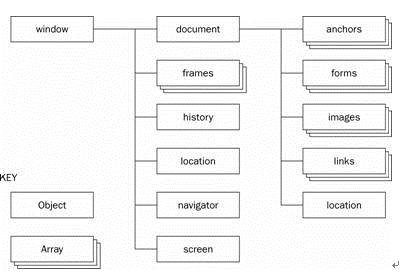 window
document
anchors
frames
forms
history
images
location
links
KEY
Object
navigator
location
Array
screen